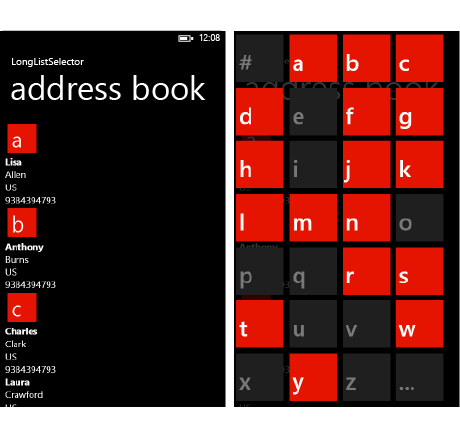 12:08
LongListSelector
address book
a
Lisa
Allen
US
9384394793
b
Anthony
Burns
US
9384394793
c
Charles
Clark
US
9384394793
Laura
Crawford
US
# a b c
d e f g
h i j k
l m n o
p q r s
t u v w
x y z ...